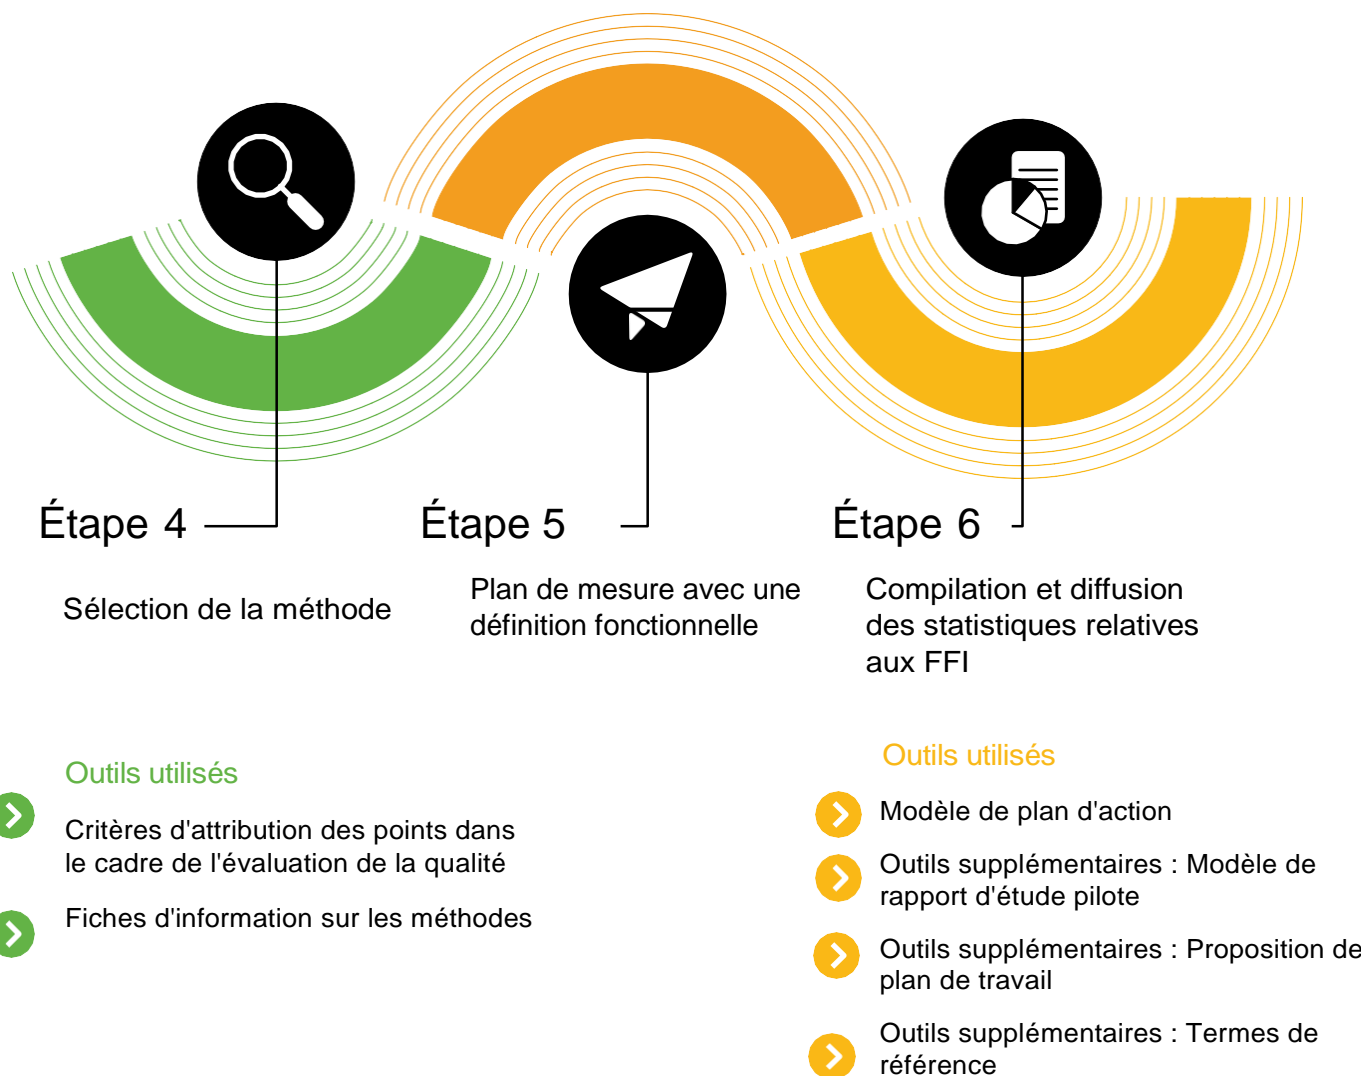 Étape 4
Étape 5
Étape 6
Sélection de la méthode
Plan de mesure avec une
définition fonctionnelle
Compilation et diffusion
des statistiques relatives
aux FFI
Outils utilisés
Critères d'attribution des points dans
le cadre de l'évaluation de la qualité
Fiches d'information sur les méthodes
Outils utilisés
Modèle de plan d'action
Outils supplémentaires : Modèle de
rapport d'étude pilote
Outils supplémentaires : Proposition de
plan de travail
Outils supplémentaires : Termes de
référence